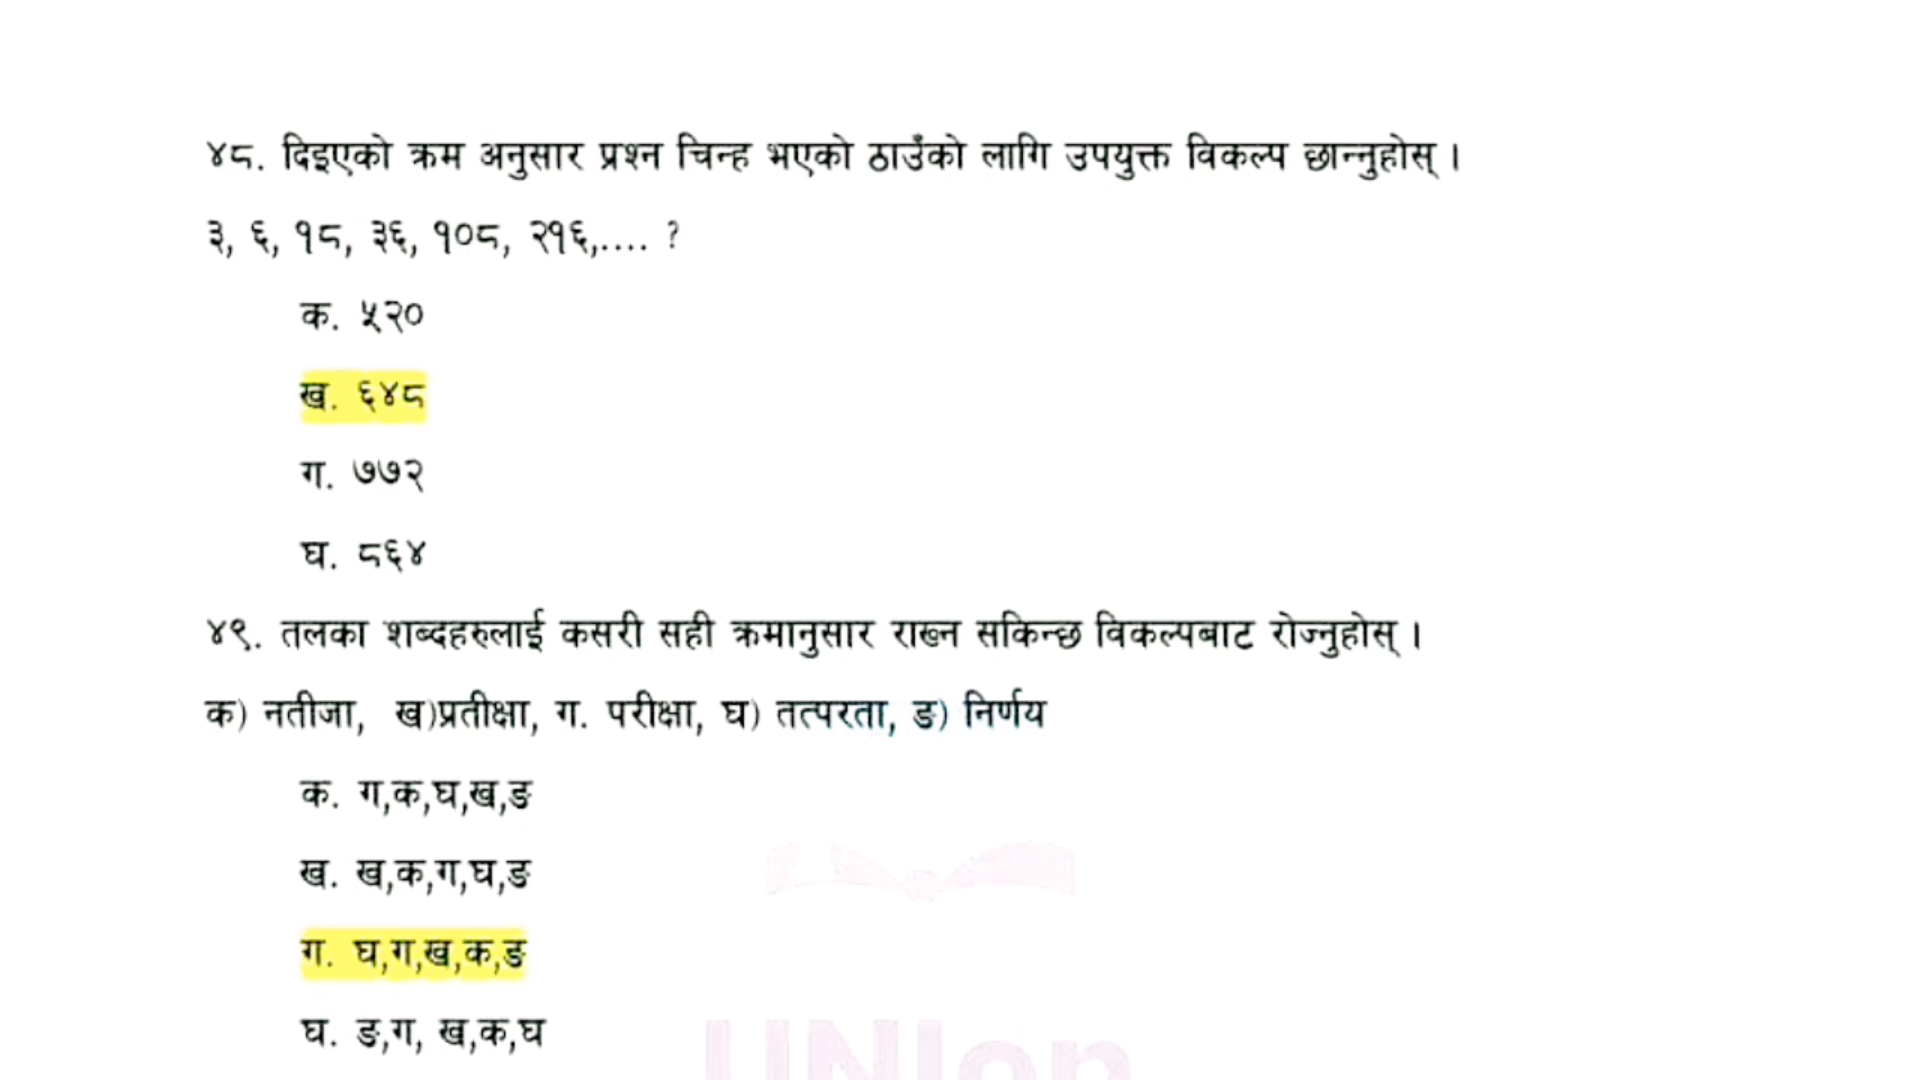 ४८. दिइएको क्रम अनुसार प्रश्न चिन्ह भएको ठाउँको लागि उपयुक्त विकल्प छान्नुहोस् ।
३, ६, १८, ३६, १०८, २१६,.... ?
क. ५२०
ख. ६४८
ग. ७७२
घ. ८६४
४९. तलका शब्दहरुलाई कसरी सही क्रमानुसार राख्न सकिन्छ विकल्पबाट रोज्नुहोस् ।
क) नतीजा, ख)प्रतीक्षा, ग. परीक्षा, घ) तत्परता, ङ) निर्णय
क. ग,क,घ,ख,ङ
ख. ख,क,ग,घ,ङ
ग. घ,ग,ख,क,ङ
घ. ङ,ग, ख,क,घ
UNIon